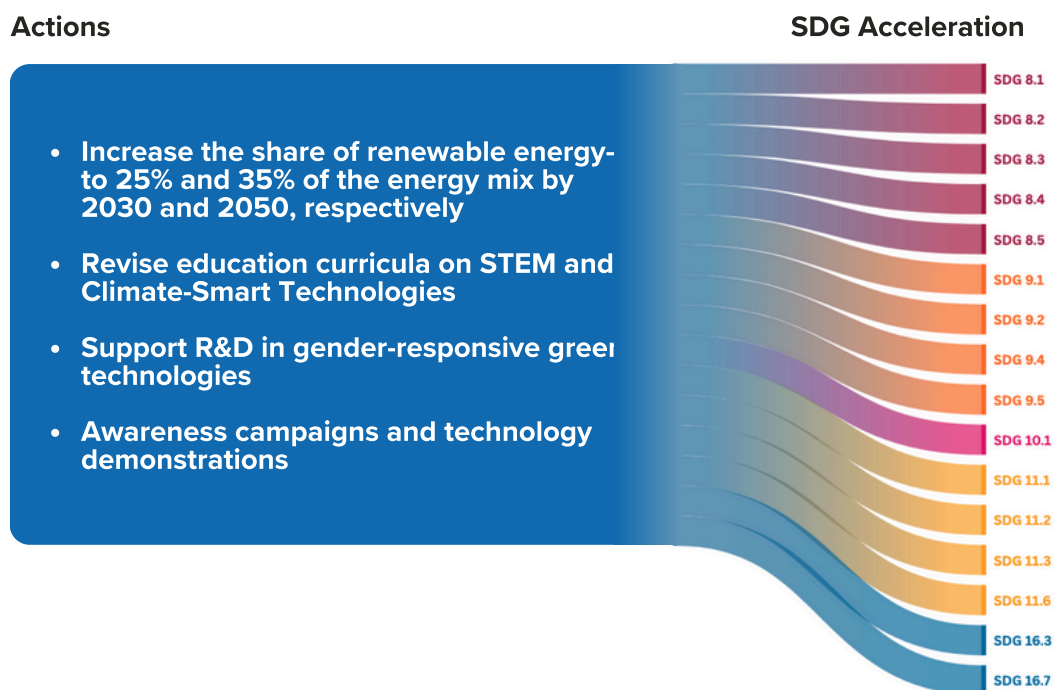 Actions
SDG Acceleration
• Increase the share of renewable energy-
to 25% and 35% of the energy mix by
2030 and 2050, respectively
• Revise education curricula on STEM and
Climate-Smart Technologies
• Support R&D in gender-responsive green
technologies
• Awareness campaigns and technology
demonstrations
SDG 8.1
SDG 8.2
SDG 8.3
SDG 8.4
SDG 8.5
SDG 9.1
SDG 9.2
SDG 9.4
SDG 9.5
SDG 10.1
SDG 11.1
SDG 11.2
SDG 11.3
SDG 11.6
SDG 16.3
SDG 16.7